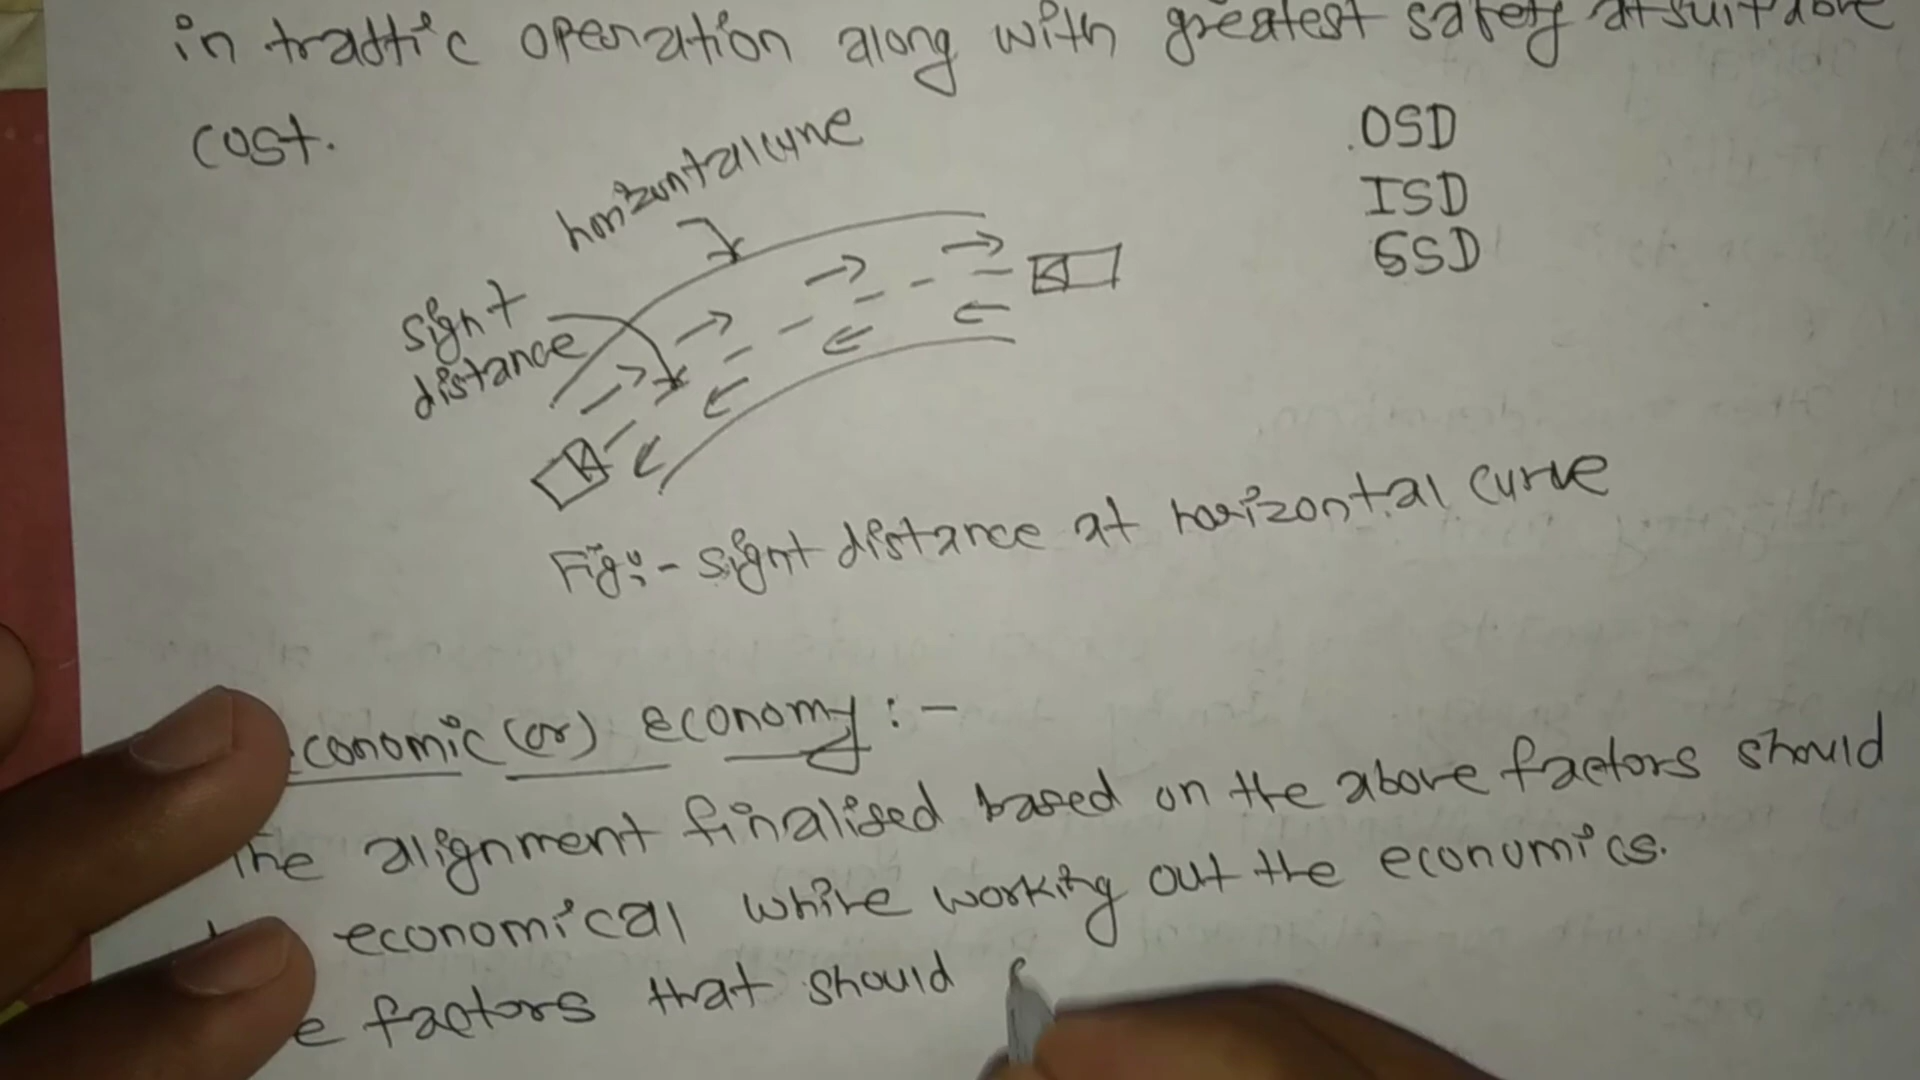 in traffic operation along with greatest safety at suitable
cost.
OSD
ISD
SSD
horizontal curve
sight
distance
Fig:- sight distance at horizontal curve
conomic (or) economy :-
The alignment finalised based on the above factors should
economical while working out the economics.
e factors that should